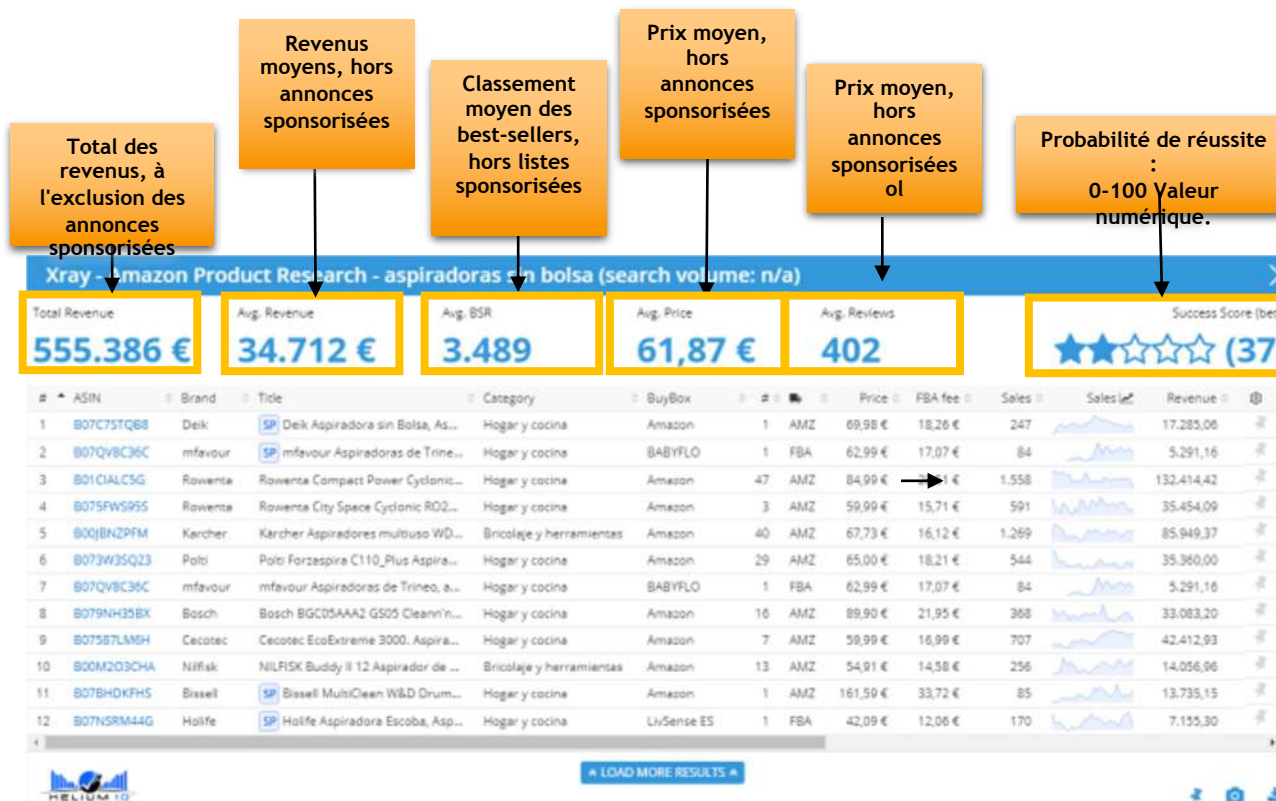 Total des
revenus, à
l'exclusion des
annonces
sponsorisées
Revenus
moyens, hors
annonces
sponsorisées
Classement
moyen des
best-sellers,
hors listes
sponsorisées
Prix moyen,
hors
annonces
sponsorisées
Prix moyen,
hors
annonces
sponsorisées
ol
Probabilité de réussite
:
0-100 Valeur
numérique.
Xray - Amazon Product Research - aspiradoras sin bolsa (search volume: n/a)
Total Revenue Avg. Revenue Avg. BSR Avg. Price Avg. Reviews Success Score (bet
555.386 € 34.712 € 3.489 61,87 € 402 (37
# ASIN Brand Title Category BuyBox # Price FBA fee Sales Sales Revenue
1 B07C7STQB8 Deik SP Deik Aspiradora sin Bolsa, As... Hogar y cocina Amazon 1 AMZ 69,98 € 18,26 € 247 17.285,06
2 B07QV8C36C mfavour SP mfavour Aspiradoras de Trine... Hogar y cocina BABYFLO 1 FBA 62,99 € 17,07 € 84 5.291,16
3 B01CIALC5G Rowenta Rowenta Compact Power Cyclonic... Hogar y cocina Amazon 47 AMZ 84,99 € 1 € 1.558 132.414,42
4 B075FWS95S Rowenta Rowenta City Space Cyclonic RO2... Hogar y cocina Amazon 3 AMZ 59,99 € 15,71 € 591 35.454,09
5 B00JBNZPFM Karcher Kärcher Aspiradores multiuso WD... Bricolaje y herramientas Amazon 40 AMZ 67,73 € 16,12 € 1.269 85.949,37
6 B073W3SQ23 Polti Polti Forzaspira C110_Plus Aspira... Hogar y cocina Amazon 29 AMZ 65,00 € 18,21 € 544 35.360,00
7 B07QV8C36C mfavour mfavour Aspiradoras de Trineo, a... Hogar y cocina BABYFLO 1 FBA 62,99 € 17,07 € 84 5.291,16
8 B079NH35BX Bosch Bosch BGC05AAA2 GS05 Cleann'n... Hogar y cocina Amazon 16 AMZ 89,90 € 21,95 € 368 33.083,20
9 B07587LM6H Cecotec Cecotec EcoExtreme 3000. Aspira... Hogar y cocina Amazon 7 AMZ 59,99 € 16,99 € 707 42.412,93
10 B00M2O3CHA Nilfisk NILFISK Buddy II 12 Aspirador de ... Bricolaje y herramientas Amazon 13 AMZ 54,91 € 14,58 € 256 14.056,96
11 B07BHDKFHS Bissell SP Bissell MultiClean W&D Drum... Hogar y cocina Amazon 1 AMZ 161,59 € 33,72 € 85 13.735,15
12 B07NSRM44G Holife SP Holife Aspiradora Escoba, Asp... Hogar y cocina LivSense ES 1 FBA 42,09 € 12,06 € 170 7.155,30
LOAD MORE RESULTS
HELIUM 10